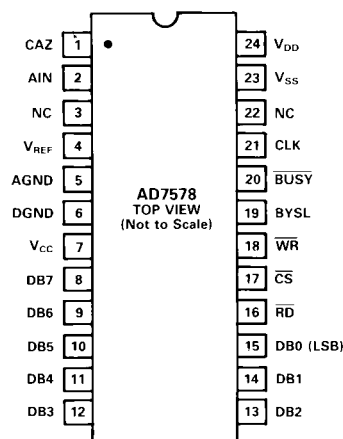 CAZ 1 24 VDD
AIN 2 23 VSS
NC 3 22 NC
VREF 4 21 CLK
AGND 5 20 BUSY
DGND 6 19 BYSL
VCC 7 18 WR
DB7 8 17 CS
DB6 9 16 RD
DB5 10 15 DB0 (LSB)
DB4 11 14 DB1
DB3 12 13 DB2
AD7578
TOP VIEW
(Not to Scale)